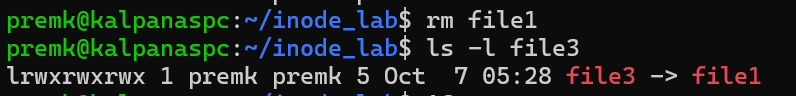 premk@kalpanaspc:~/inode_lab$ rm file1
premk@kalpanaspc:~/inode_lab$ ls -l file3
lrwxrwxrwx 1 premk premk 5 Oct  7 05:28 file3 -> file1